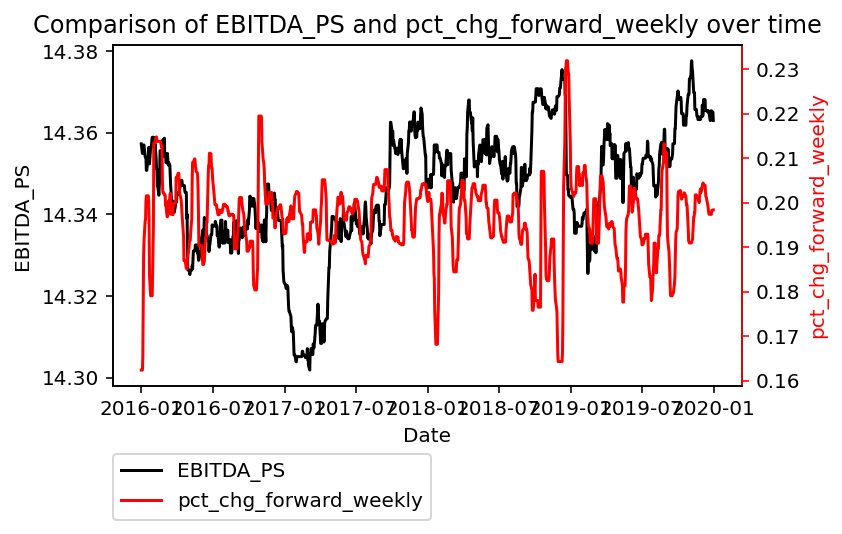 Comparison of EBITDA_PS and pct_chg_forward_weekly over time
14.38
14.36
14.34
14.32
14.30
EBITDA_PS
0.23
0.22
0.21
0.20
0.19
0.18
0.17
0.16
pct_chg_forward_weekly
2016-01 2016-07 2017-01 2017-07 2018-01 2018-07 2019-01 2019-07 2020-01
Date
EBITDA_PS
pct_chg_forward_weekly